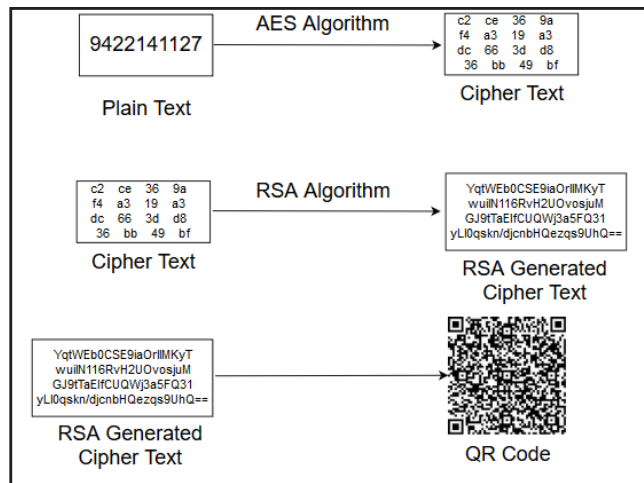 AES Algorithm
9422141127
c2 ce 36 9a
f4 a3 19 a3
dc 66 3d d8
36 bb 49 bf
Plain Text
Cipher Text
c2 ce 36 9a
f4 a3 19 a3
dc 66 3d d8
36 bb 49 bf
RSA Algorithm
YqtWEb0CSE9iaOrIlMKyT
wuilN116RvH2UOvosjuM
GJ9tTaElfCUQWj3a5FQ31
yLI0qskn/djcnbHQezqs9UhQ==
Cipher Text
RSA Generated
Cipher Text
YqtWEb0CSE9iaOrIlMKyT
wuilN116RvH2UOvosjuM
GJ9tTaElfCUQWj3a5FQ31
yLI0qskn/djcnbHQezqs9UhQ==
RSA Generated
Cipher Text
QR Code